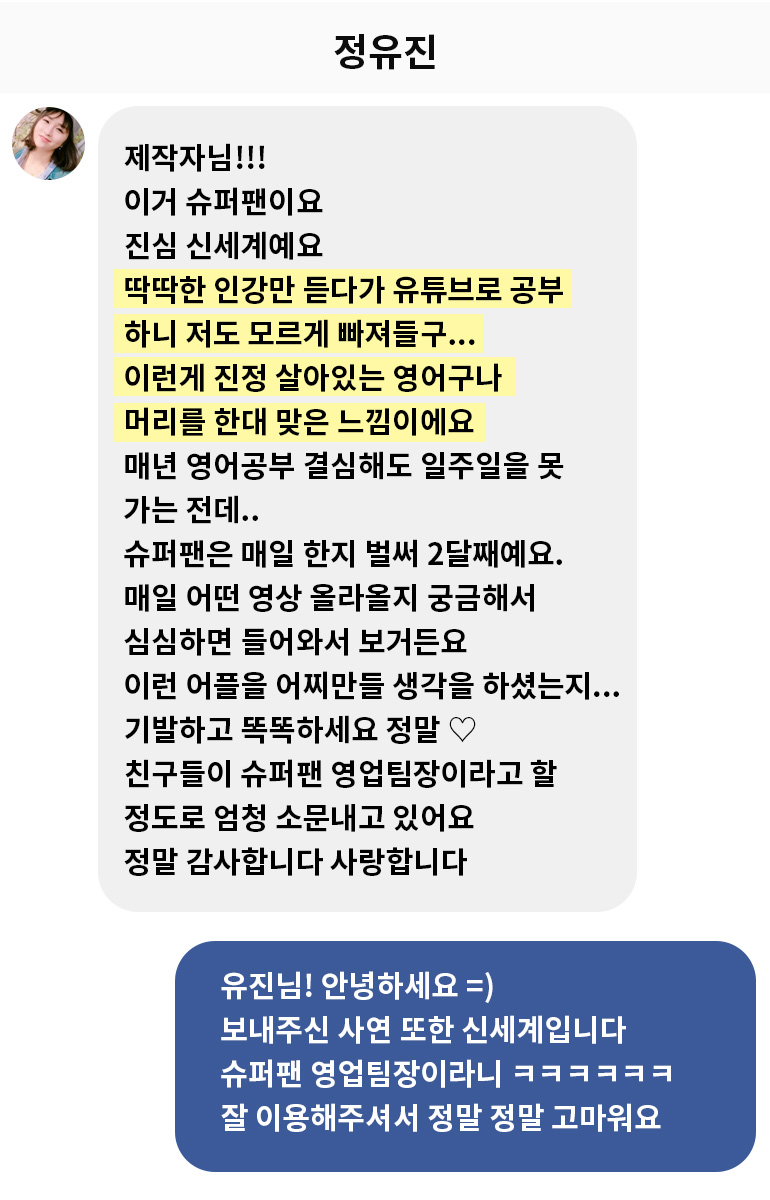 정유진
제작자님!!!
이거 슈퍼팬이요
진심 신세계예요
딱딱한 인강만 듣다가 유튜브로 공부
하니 저도 모르게 빠져들구...
이런게 진정 살아있는 영어구나
머리를 한대 맞은 느낌이에요
매년 영어공부 결심해도 일주일을 못
가는 전데..
슈퍼팬은 매일 한지 벌써 2달째예요.
매일 어떤 영상 올라올지 궁금해서
심심하면 들어와서 보거든요
이런 어플을 어찌만들 생각을 하셨는지...
기발하고 똑똑하세요 정말 ♡
친구들이 슈퍼팬 영업팀장이라고 할
정도로 엄청 소문내고 있어요
정말 감사합니다 사랑합니다
유진님! 안녕하세요 =)
보내주신 사연 또한 신세계입니다
슈퍼팬 영업팀장이라니 ㅋㅋㅋㅋㅋㅋ
잘 이용해주셔서 정말 정말 고마워요